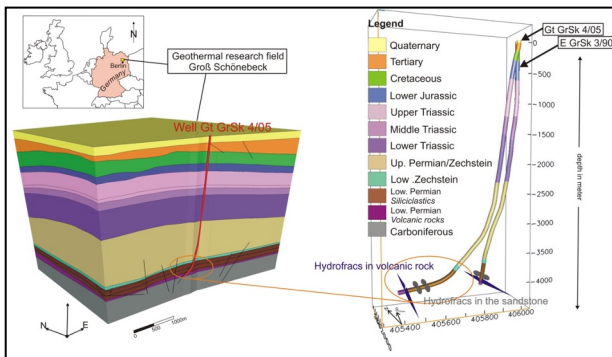 N
Berlin
Germany
Geothermal research field
Groß Schönebeck
Well Gt GrSk 4/05
N
E
0
500
1000m
Legend
Quaternary
Tertiary
Cretaceous
Lower Jurassic
Upper Triassic
Middle Triassic
Lower Triassic
Up. Permian/Zechstein
Low .Zechstein
Low. Permian
Siliciclastics
Low. Permian
Volcanic rocks
Carboniferous
Gt GrSk 4/05
E GrSk 3/90
0
-500
-1000
-1500
-2000
-2500
-3000
-3500
-4000
depth in meter
Hydrofracs in volcanic rock
Hydrofracs in the sandstone
405400
405600
405800
406000